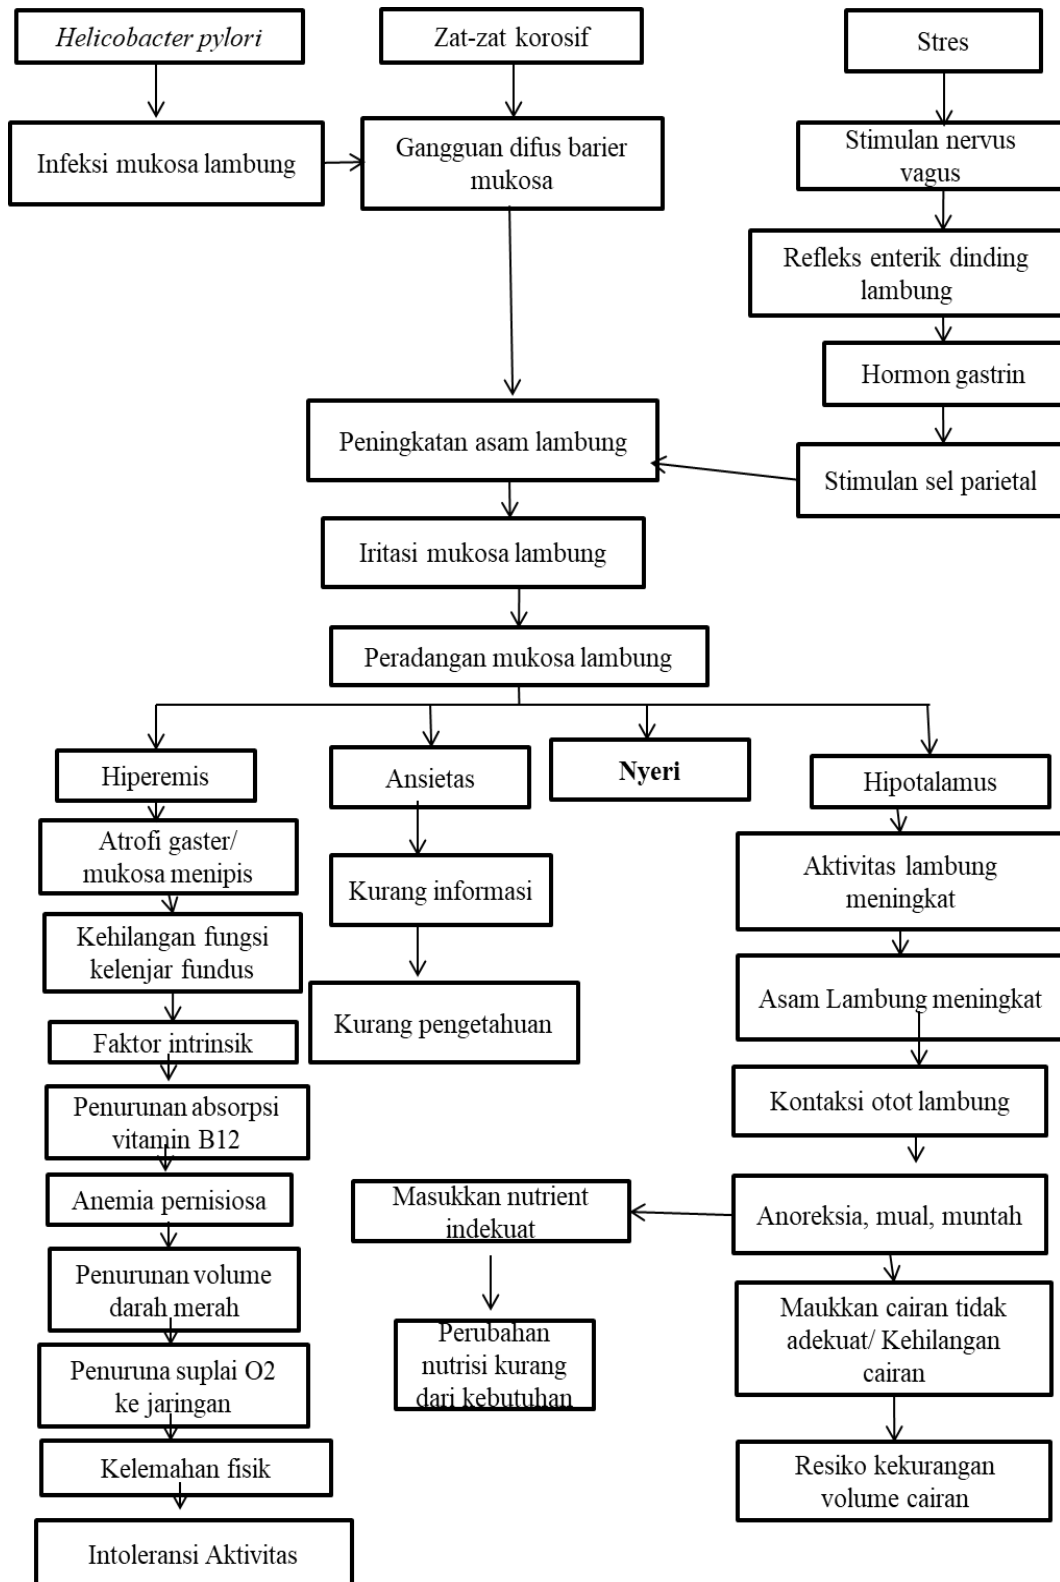 Helicobacter pylori
Zat-zat korosif
Stres
Infeksi mukosa lambung
Gangguan difus barier
mukosa
Stimulan nervus
vagus
Refleks enterik dinding
lambung
Hormon gastrin
Peningkatan asam lambung
Stimulan sel parietal
Iritasi mukosa lambung
Peradangan mukosa lambung
Hiperemis
Ansietas
Nyeri
Hipotalamus
Atrofi gaster/
mukosa menipis
Kurang informasi
Aktivitas lambung
meningkat
Kehilangan fungsi
kelenjar fundus
Kurang pengetahuan
Asam Lambung meningkat
Faktor intrinsik
Kontaksi otot lambung
Penurunan absorpsi
vitamin B12
Anemia pernisiosa
Masukkan nutrient
indekuat
Anoreksia, mual, muntah
Penurunan volume
darah merah
Perubahan
nutrisi kurang
dari kebutuhan
Maukkan cairan tidak
adekuat/ Kehilangan
cairan
Penuruna suplai O2
ke jaringan
Kelemahan fisik
Resiko kekurangan
volume cairan
Intoleransi Aktivitas